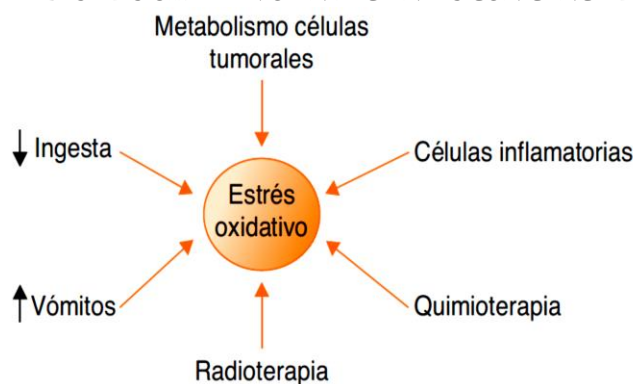 Metabolismo células
tumorales
↓ Ingesta
Células inflamatorias
Estrés
oxidativo
↑ Vómitos
Quimioterapia
Radioterapia